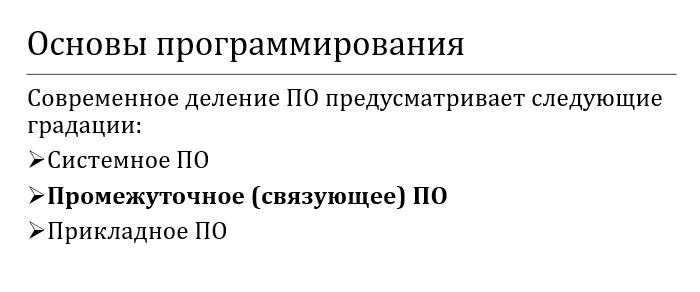 Основы программирования
Современное деление ПО предусматривает следующие
градации:
➢Системное ПО
➢Промежуточное (связующее) ПО
➢Прикладное ПО